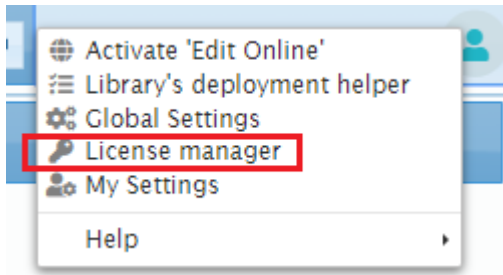 Activate 'Edit Online'
Library's deployment helper
Global Settings
License manager
My Settings
Help